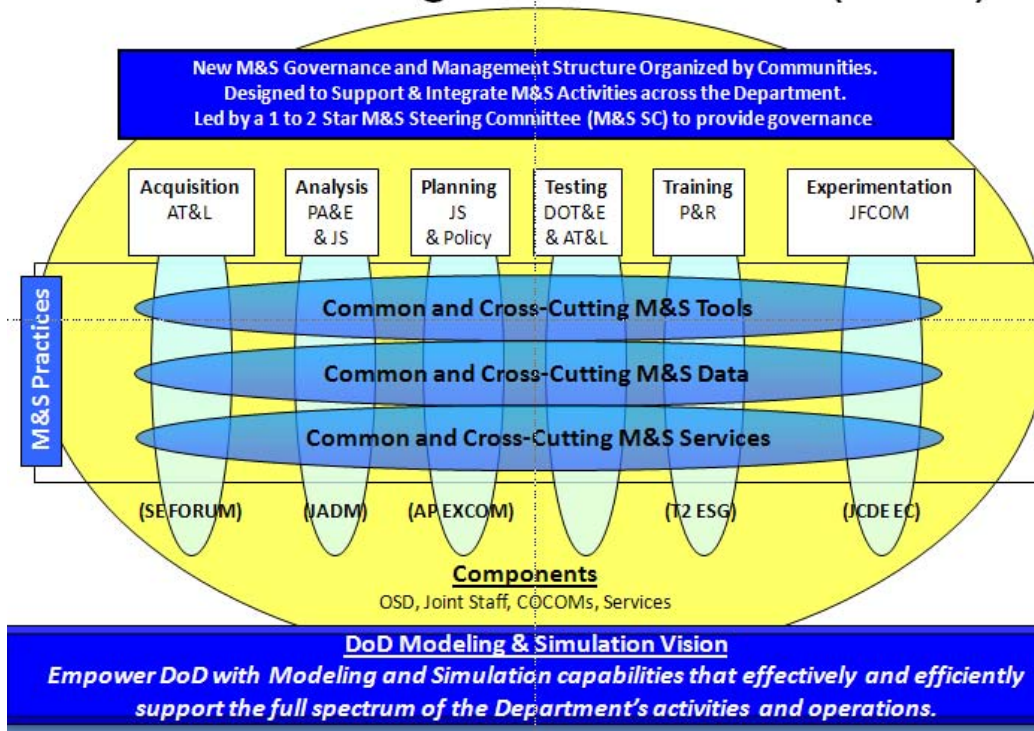 New M&S Governance and Management Structure Organized by Communities.
Designed to Support & Integrate M&S Activities across the Department.
Led by a 1 to 2 Star M&S Steering Committee (M&S SC) to provide governance
Acquisition
AT&L
Analysis
PA&E
& JS
Planning
JS
& Policy
Testing
DOT&E
& AT&L
Training
P&R
Experimentation
JFCOM
M&S Practices
Common and Cross-Cutting M&S Tools
Common and Cross-Cutting M&S Data
Common and Cross-Cutting M&S Services
(SE FORUM)
(JADM)
(AP EXCOM)
(T2 ESG)
(JCDE EC)
Components
OSD, Joint Staff, COCOMs, Services
DoD Modeling & Simulation Vision
Empower DoD with Modeling and Simulation capabilities that effectively and efficiently
support the full spectrum of the Department's activities and operations.